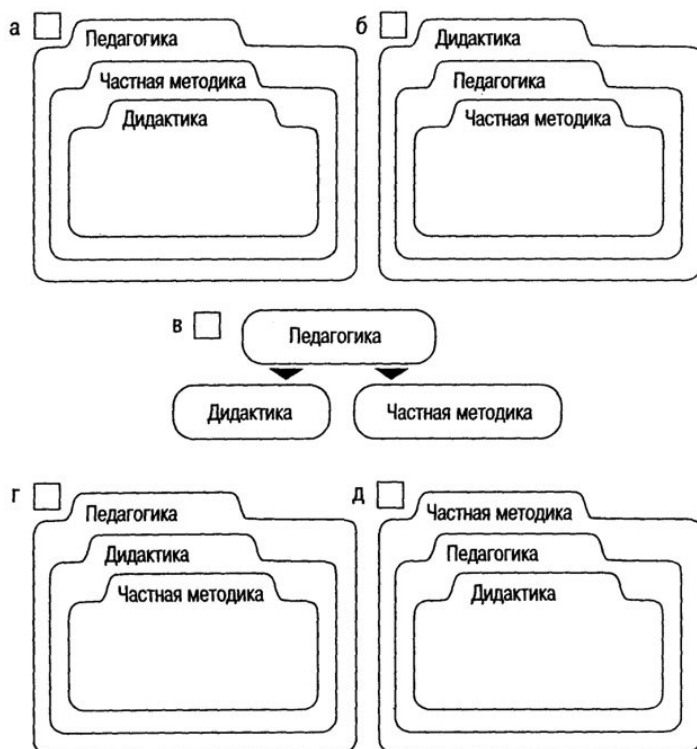 а
Педагогика
Частная методика
Дидактика
б
Дидактика
Педагогика
Частная методика
в
Педагогика
Дидактика
Частная методика
г
Педагогика
Дидактика
Частная методика
д
Частная методика
Педагогика
Дидактика